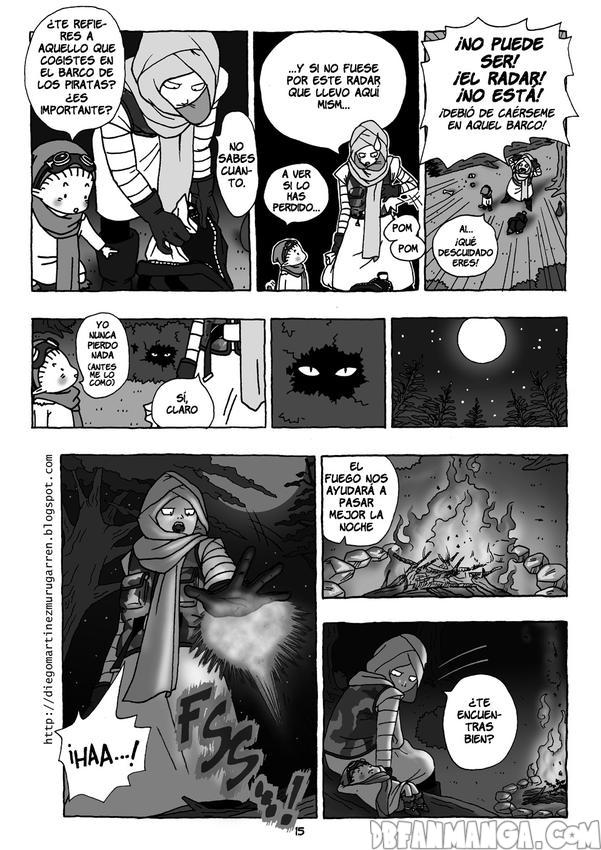 ¿TE REFIE-
RES A
AQUELLO QUE
COGISTES EN
EL BARCO DE
LOS PIRATAS?
¿ES
IMPORTANTE?
NO
SABES
CUAN-
TO.
...Y SI NO FUESE
POR ESTE RADAR
QUE LLEVO AQUÍ
MISM...
A VER
SI LO
HAS
PERDIDO...
POM
POM
¡NO PUEDE
SER!
¡EL RADAR!
¡NO ESTÁ!
¡DEBIÓ DE CAÉRSEME
EN AQUEL BARCO!
AI...
¡QUÉ
DESCUIDADO
ERES!
YO
NUNCA
PIERDO
NADA
(ANTES
ME LO
COMO)
SÍ,
CLARO
http://diegomartinezmurugarren.blogspot.com
¡HAA...!
FSS...!
EL
FUEGO NOS
AYUDARÁ A
PASAR
MEJOR LA
NOCHE
¿TE
ENCUEN-
TRAS
BIEN?
15
DBFANMANGA.COM